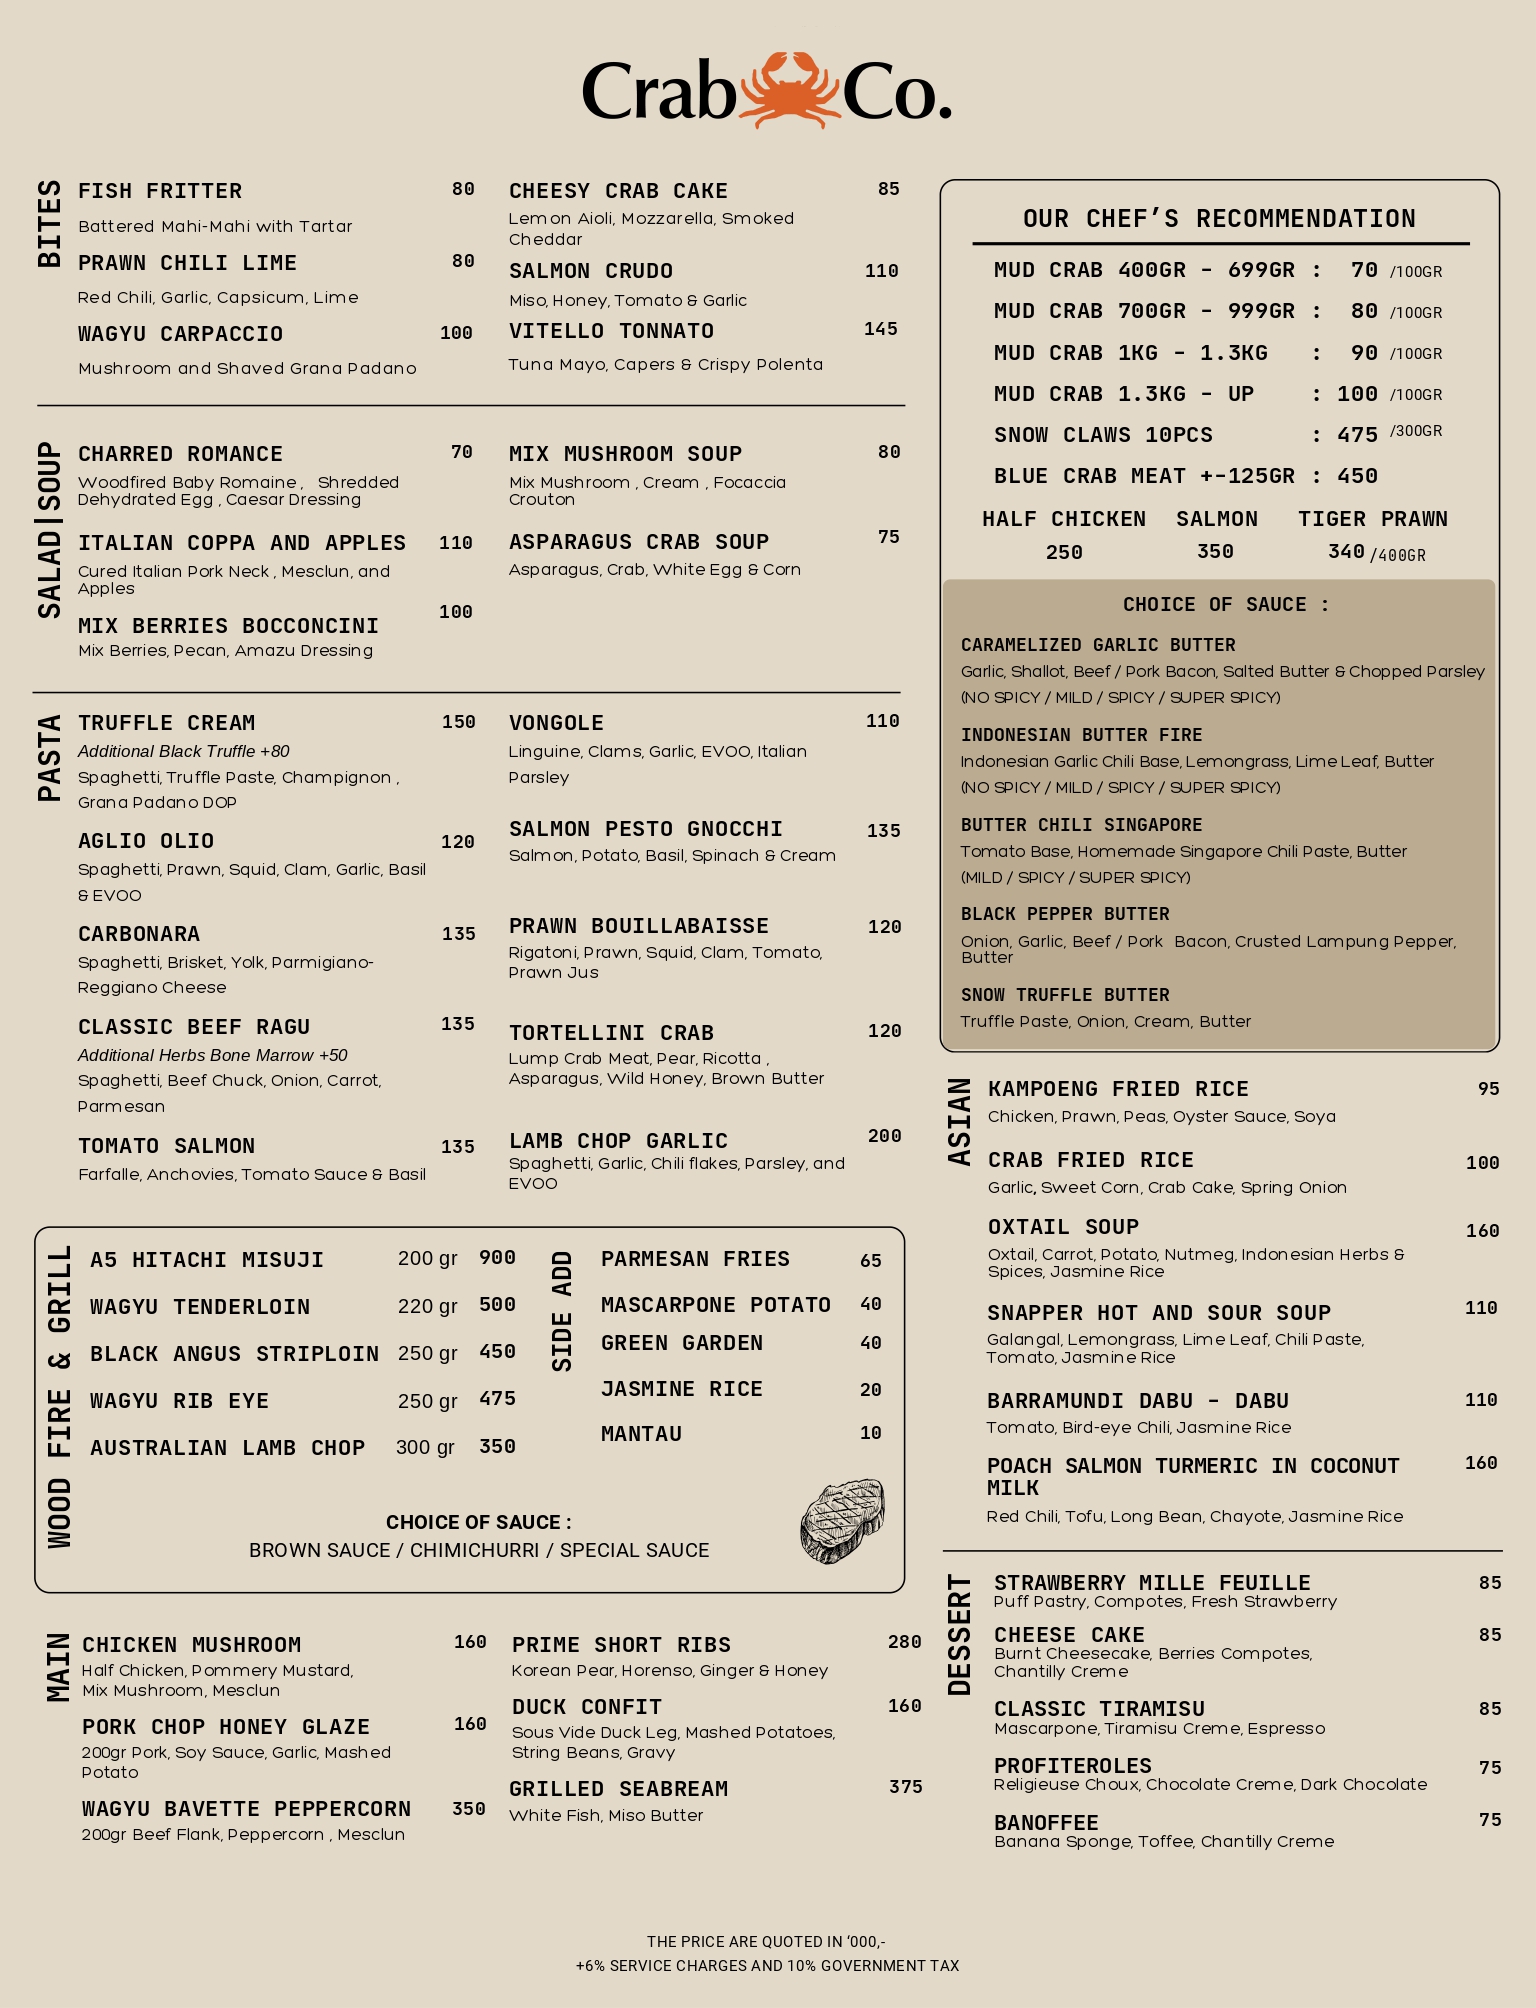 Crab Co.
BITES
FISH FRITTER 80
Battered Mahi-Mahi with Tartar
PRAWN CHILI LIME 80
Red Chili, Garlic, Capsicum, Lime
WAGYU CARPACCIO 100
Mushroom and Shaved Grana Padano
CHEESY CRAB CAKE 85
Lemon Aioli, Mozzarella, Smoked
Cheddar
SALMON CRUDO 110
Miso, Honey, Tomato & Garlic
VITELLO TONNATO 145
Tuna Mayo, Capers & Crispy Polenta
SALAD|SOUP
CHARRED ROMANCE 70
Woodfired Baby Romaine , Shredded
Dehydrated Egg , Caesar Dressing
ITALIAN COPPA AND APPLES 110
Cured Italian Pork Neck , Mesclun, and
Apples
MIX BERRIES BOCCONCINI 100
Mix Berries, Pecan, Amazu Dressing
MIX MUSHROOM SOUP 80
Mix Mushroom , Cream , Focaccia
Crouton
ASPARAGUS CRAB SOUP 75
Asparagus, Crab, White Egg & Corn
PASTA
TRUFFLE CREAM 150
Additional Black Truffle +80
Spaghetti, Truffle Paste, Champignon ,
Grana Padano DOP
AGLIO OLIO 120
Spaghetti, Prawn, Squid, Clam, Garlic, Basil
& EVOO
CARBONARA 135
Spaghetti, Brisket, Yolk, Parmigiano-
Reggiano Cheese
CLASSIC BEEF RAGU 135
Additional Herbs Bone Marrow +50
Spaghetti, Beef Chuck, Onion, Carrot,
Parmesan
TOMATO SALMON 135
Farfalle, Anchovies, Tomato Sauce & Basil
VONGOLE 110
Linguine, Clams, Garlic, EVOO, Italian
Parsley
SALMON PESTO GNOCCHI 135
Salmon, Potato, Basil, Spinach & Cream
PRAWN BOUILLABAISSE 120
Rigatoni, Prawn, Squid, Clam, Tomato,
Prawn Jus
TORTELLINI CRAB 120
Lump Crab Meat, Pear, Ricotta ,
Asparagus, Wild Honey, Brown Butter
LAMB CHOP GARLIC 200
Spaghetti, Garlic, Chili flakes, Parsley, and
EVOO
WOOD FIRE & GRILL
A5 HITACHI MISUJI 200 gr 900
WAGYU TENDERLOIN 220 gr 500
BLACK ANGUS STRIPLOIN 250 gr 450
WAGYU RIB EYE 250 gr 475
AUSTRALIAN LAMB CHOP 300 gr 350
SIDE ADD
PARMESAN FRIES 65
MASCARPONE POTATO 40
GREEN GARDEN 40
JASMINE RICE 20
MANTAU 10
CHOICE OF SAUCE :
BROWN SAUCE / CHIMICHURRI / SPECIAL SAUCE
MAIN
CHICKEN MUSHROOM 160
Half Chicken, Pommery Mustard,
Mix Mushroom, Mesclun
PORK CHOP HONEY GLAZE 160
200gr Pork, Soy Sauce, Garlic, Mashed
Potato
WAGYU BAVETTE PEPPERCORN 350
200gr Beef Flank, Peppercorn , Mesclun
PRIME SHORT RIBS 280
Korean Pear, Horenso, Ginger & Honey
DUCK CONFIT 160
Sous Vide Duck Leg, Mashed Potatoes,
String Beans, Gravy
GRILLED SEABREAM 375
White Fish, Miso Butter
OUR CHEF’S RECOMMENDATION
MUD CRAB 400GR - 699GR : 70 /100GR
MUD CRAB 700GR - 999GR : 80 /100GR
MUD CRAB 1KG - 1.3KG : 90 /100GR
MUD CRAB 1.3KG - UP : 100 /100GR
SNOW CLAWS 10PCS : 475 /300GR
BLUE CRAB MEAT +-125GR : 450
HALF CHICKEN SALMON TIGER PRAWN
250 350 340 /400GR
CHOICE OF SAUCE :
CARAMELIZED GARLIC BUTTER
Garlic, Shallot, Beef / Pork Bacon, Salted Butter & Chopped Parsley
(NO SPICY / MILD / SPICY / SUPER SPICY)
INDONESIAN BUTTER FIRE
Indonesian Garlic Chili Base, Lemongrass, Lime Leaf, Butter
(NO SPICY / MILD / SPICY / SUPER SPICY)
BUTTER CHILI SINGAPORE
Tomato Base, Homemade Singapore Chili Paste, Butter
(MILD / SPICY / SUPER SPICY)
BLACK PEPPER BUTTER
Onion, Garlic, Beef / Pork Bacon, Crusted Lampung Pepper,
Butter
SNOW TRUFFLE BUTTER
Truffle Paste, Onion, Cream, Butter
ASIAN
KAMPOENG FRIED RICE 95
Chicken, Prawn, Peas, Oyster Sauce, Soya
CRAB FRIED RICE 100
Garlic, Sweet Corn, Crab Cake, Spring Onion
OXTAIL SOUP 160
Oxtail, Carrot, Potato, Nutmeg, Indonesian Herbs &
Spices, Jasmine Rice
SNAPPER HOT AND SOUR SOUP 110
Galangal, Lemongrass, Lime Leaf, Chili Paste,
Tomato, Jasmine Rice
BARRAMUNDI DABU - DABU 110
Tomato, Bird-eye Chili, Jasmine Rice
POACH SALMON TURMERIC IN COCONUT 160
MILK
Red Chili, Tofu, Long Bean, Chayote, Jasmine Rice
DESSERT
STRAWBERRY MILLE FEUILLE 85
Puff Pastry, Compotes, Fresh Strawberry
CHEESE CAKE 85
Burnt Cheesecake, Berries Compotes,
Chantilly Creme
CLASSIC TIRAMISU 85
Mascarpone, Tiramisu Creme, Espresso
PROFITEROLES 75
Religieuse Choux, Chocolate Creme, Dark Chocolate
BANOFFEE 75
Banana Sponge, Toffee, Chantilly Creme
THE PRICE ARE QUOTED IN ‘000,-
+6% SERVICE CHARGES AND 10% GOVERNMENT TAX